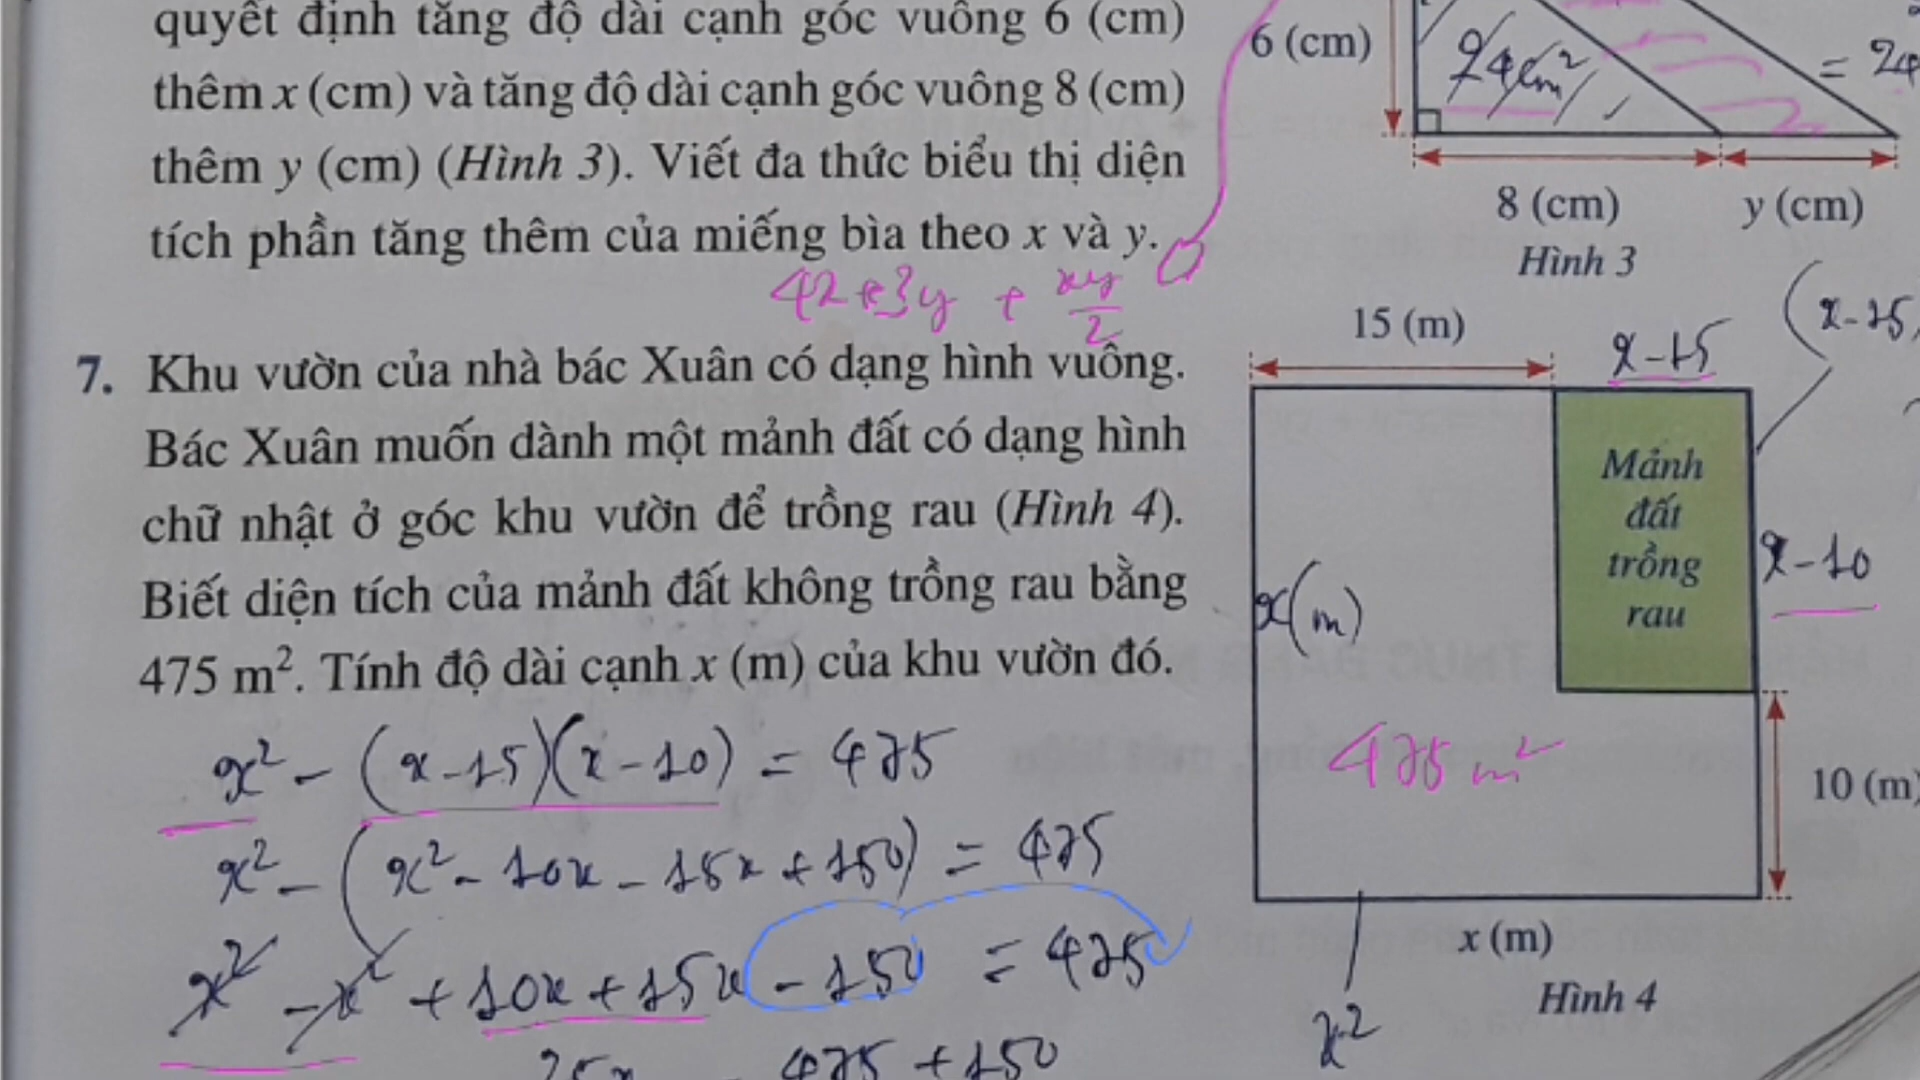 quyết định tăng độ dài cạnh góc vuông 6 (cm)
thêm x (cm) và tăng độ dài cạnh góc vuông 8 (cm)
thêm y (cm) (Hình 3). Viết đa thức biểu thị diện
tích phần tăng thêm của miếng bìa theo x và y.
6 (cm)
24cm²
= 24
8 (cm)
y (cm)
Hình 3
7. Khu vườn của nhà bác Xuân có dạng hình vuông.
Bác Xuân muốn dành một mảnh đất có dạng hình
chữ nhật ở góc khu vườn để trồng rau (Hình 4).
Biết diện tích của mảnh đất không trồng rau bằng
475 m². Tính độ dài cạnh x (m) của khu vườn đó.
x² - (x-15)(x-10) = 475
x² - (x² - 10x - 15x + 150) = 475
x² - x² + 10x + 15x - 150 = 475
25x = 475 + 150
15 (m)
x-15
(x-15
Mảnh
đất
trồng
rau
x-10
x(m)
475 m²
10 (m)
x (m)
Hình 4
x²